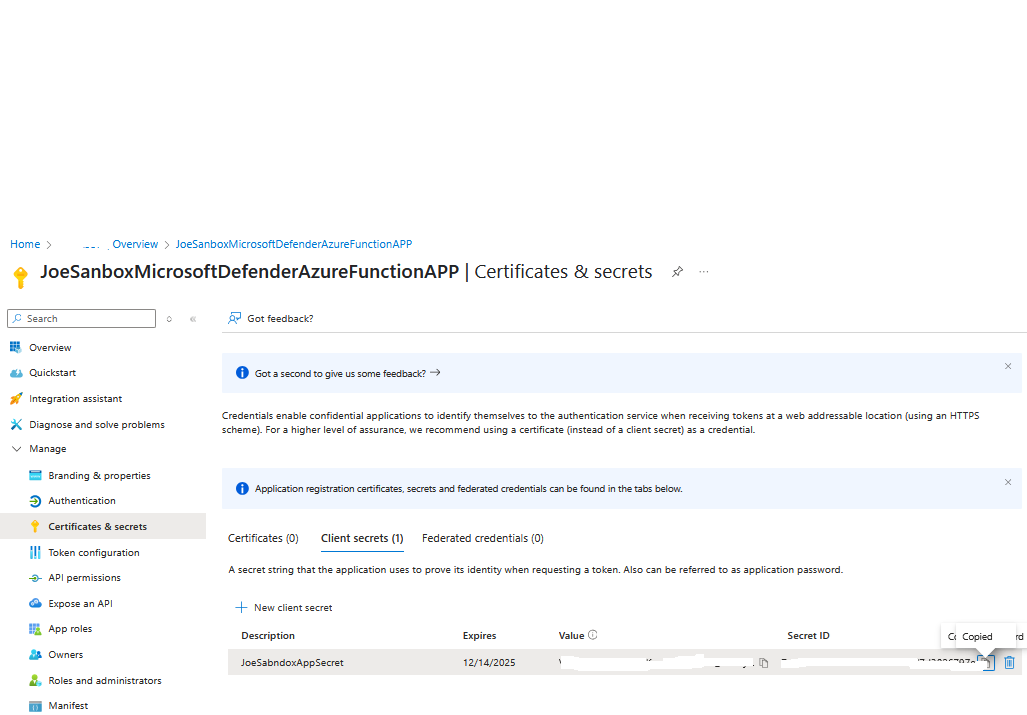 Home > Overview > JoeSanboxMicrosoftDefenderAzureFunctionAPP
JoeSanboxMicrosoftDefenderAzureFunctionAPP | Certificates & secrets
Search
Got feedback?
Overview
Quickstart
Integration assistant
Diagnose and solve problems
Manage
Branding & properties
Authentication
Certificates & secrets
Token configuration
API permissions
Expose an API
App roles
Owners
Roles and administrators
Manifest
Got a second to give us some feedback?
Credentials enable confidential applications to identify themselves to the authentication service when receiving tokens at a web addressable location (using an HTTPS
scheme). For a higher level of assurance, we recommend using a certificate (instead of a client secret) as a credential.
Application registration certificates, secrets and federated credentials can be found in the tabs below.
Certificates (0) Client secrets (1) Federated credentials (0)
A secret string that the application uses to prove its identity when requesting a token. Also can be referred to as application password.
New client secret
Description Expires Value Secret ID
Copied
JoeSabndoxAppSecret 12/14/2025